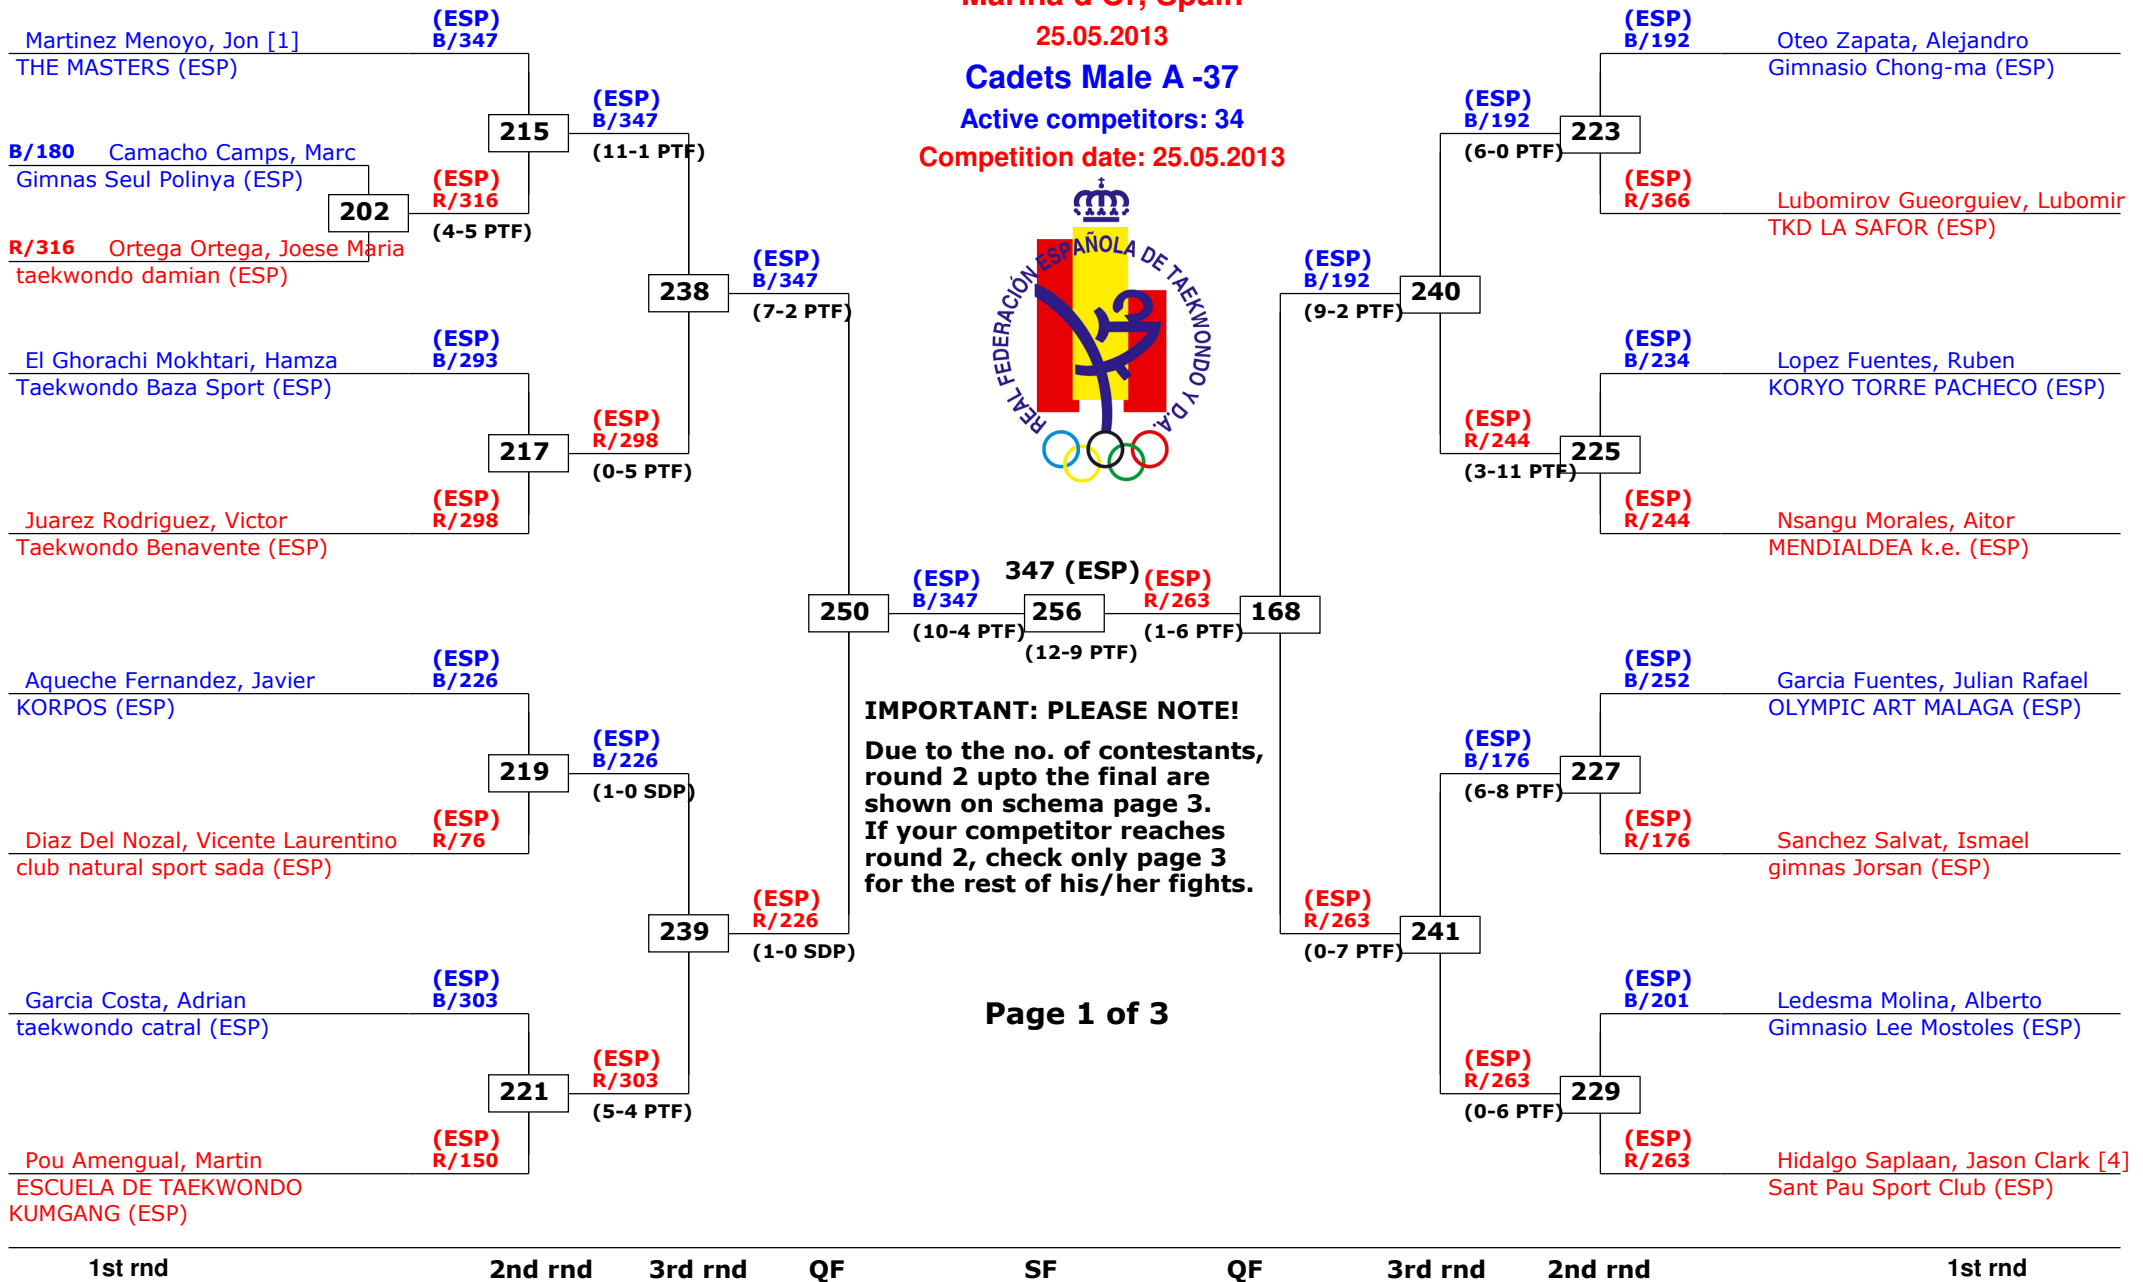 Marina d'Or, Spain
25.05.2013
Cadets Male A -37
Active competitors: 34
Competition date: 25.05.2013
REAL FEDERACIÓN ESPAÑOLA DE TAEKWONDO Y D.A.
Martinez Menoyo, Jon [1]
THE MASTERS (ESP)
(ESP)
B/347
B/180 Camacho Camps, Marc
Gimnas Seul Polinya (ESP)
R/316 Ortega Ortega, Joese Maria
taekwondo damian (ESP)
202
(ESP)
R/316
(4-5 PTF)
215
(ESP)
B/347
(11-1 PTF)
El Ghorachi Mokhtari, Hamza
Taekwondo Baza Sport (ESP)
(ESP)
B/293
Juarez Rodriguez, Victor
Taekwondo Benavente (ESP)
(ESP)
R/298
217
(ESP)
R/298
(0-5 PTF)
238
(ESP)
B/347
(7-2 PTF)
Aqueche Fernandez, Javier
KORPOS (ESP)
(ESP)
B/226
Diaz Del Nozal, Vicente Laurentino
club natural sport sada (ESP)
(ESP)
R/76
219
(ESP)
B/226
(1-0 SDP)
Garcia Costa, Adrian
taekwondo catral (ESP)
(ESP)
B/303
Pou Amengual, Martin
ESCUELA DE TAEKWONDO
KUMGANG (ESP)
(ESP)
R/150
221
(ESP)
R/303
(5-4 PTF)
239
(ESP)
R/226
(1-0 SDP)
250
(ESP)
B/347
(10-4 PTF)
347 (ESP)
256
(12-9 PTF)
(ESP)
R/263
(1-6 PTF)
168
IMPORTANT: PLEASE NOTE!
Due to the no. of contestants,
round 2 upto the final are
shown on schema page 3.
If your competitor reaches
round 2, check only page 3
for the rest of his/her fights.
Page 1 of 3
(ESP)
B/192
(9-2 PTF)
240
(ESP)
B/192
(6-0 PTF)
223
(ESP)
B/192
Oteo Zapata, Alejandro
Gimnasio Chong-ma (ESP)
(ESP)
R/366
Lubomirov Gueorguiev, Lubomir
TKD LA SAFOR (ESP)
(ESP)
R/244
(3-11 PTF)
225
(ESP)
B/234
Lopez Fuentes, Ruben
KORYO TORRE PACHECO (ESP)
(ESP)
R/244
Nsangu Morales, Aitor
MENDIALDEA k.e. (ESP)
(ESP)
R/263
(0-7 PTF)
241
(ESP)
B/176
(6-8 PTF)
227
(ESP)
B/252
Garcia Fuentes, Julian Rafael
OLYMPIC ART MALAGA (ESP)
(ESP)
R/176
Sanchez Salvat, Ismael
gimnas Jorsan (ESP)
(ESP)
R/263
(0-6 PTF)
229
(ESP)
B/201
Ledesma Molina, Alberto
Gimnasio Lee Mostoles (ESP)
(ESP)
R/263
Hidalgo Saplaan, Jason Clark [4]
Sant Pau Sport Club (ESP)
1st rnd 2nd rnd 3rd rnd QF SF QF 3rd rnd 2nd rnd 1st rnd